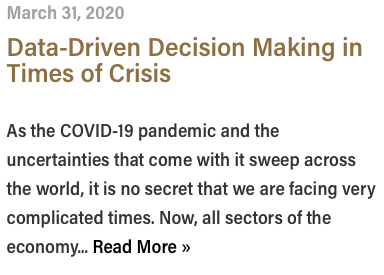 March 31, 2020
Data-Driven Decision Making in
Times of Crisis
As the COVID-19 pandemic and the
uncertainties that come with it sweep across
the world, it is no secret that we are facing very
complicated times. Now, all sectors of the
economy... Read More »